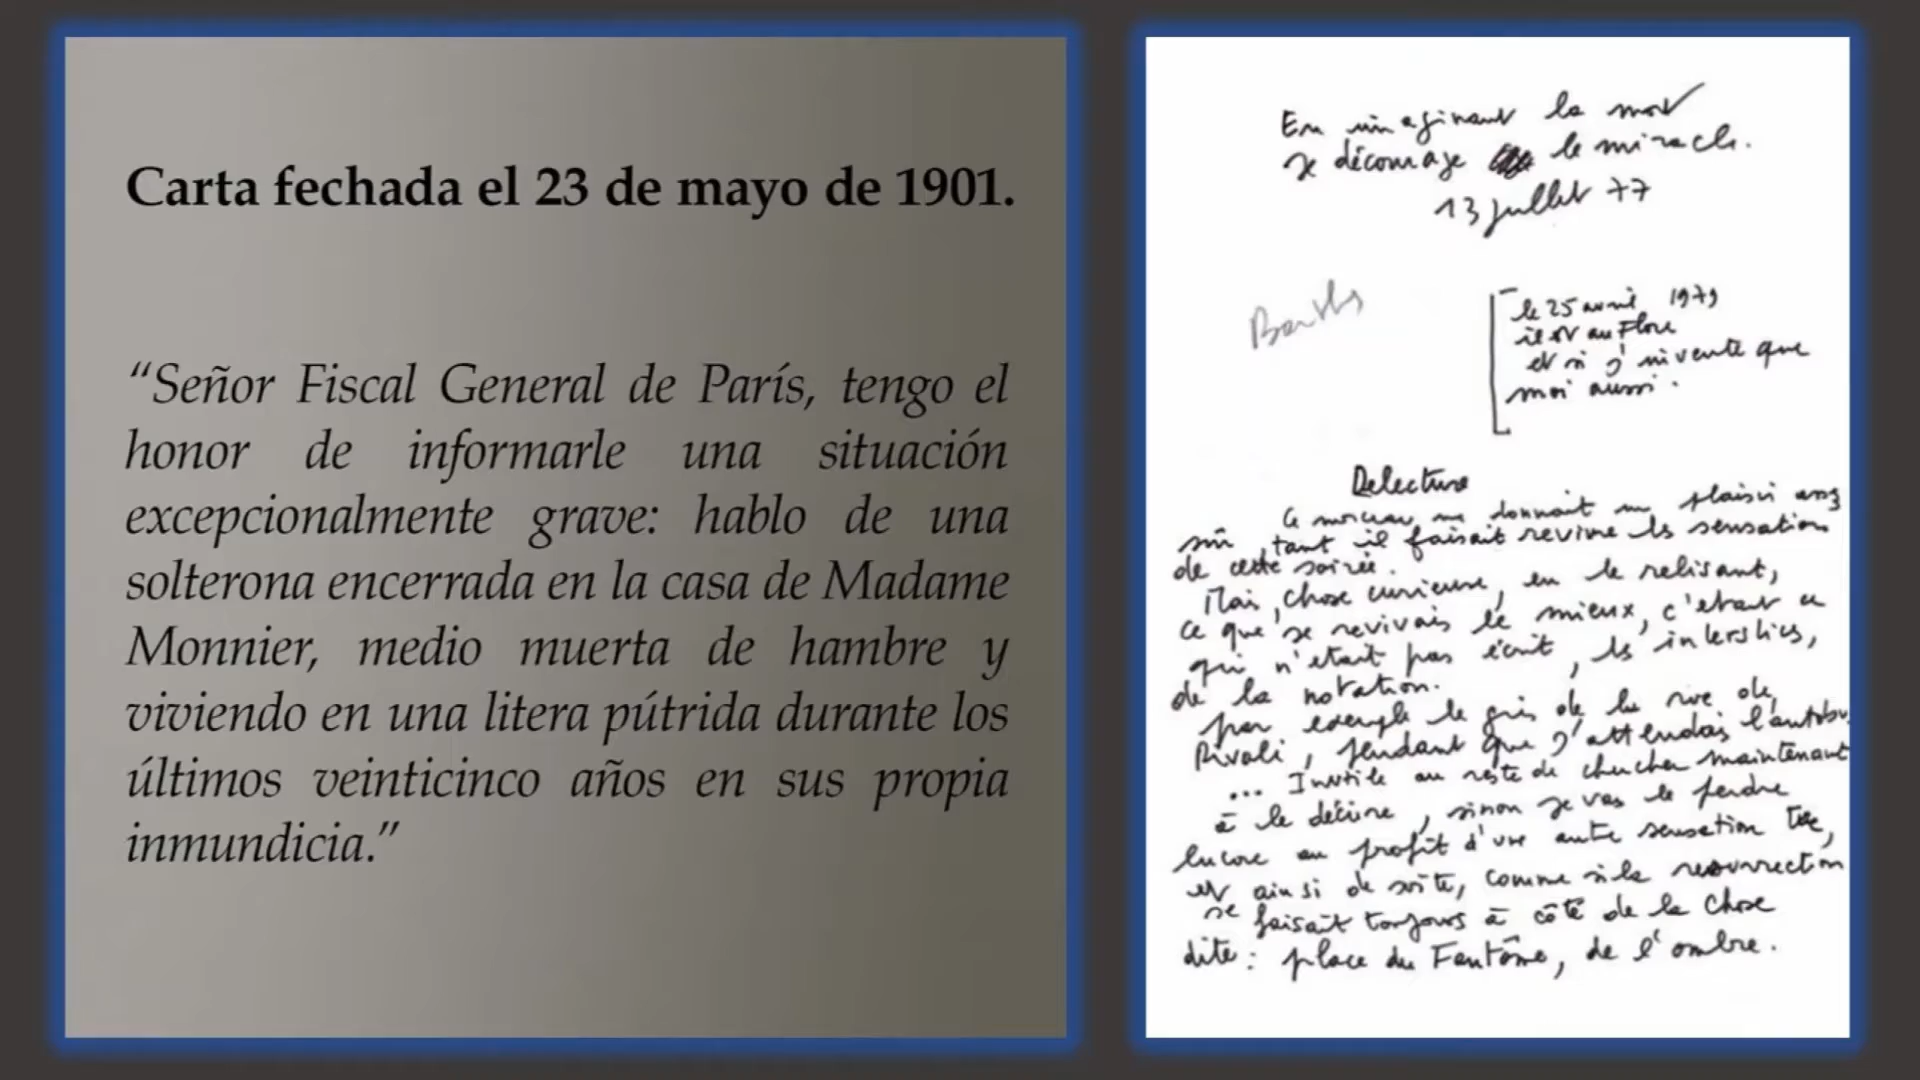 Carta fechada el 23 de mayo de 1901.
“Señor Fiscal General de París, tengo el
honor de informarle una situación
excepcionalmente grave: hablo de una
solterona encerrada en la casa de Madame
Monnier, medio muerta de hambre y
viviendo en una litera pútrida durante los
últimos veinticinco años en sus propia
inmundicia.”
En imaginant la mort
je décourage le miracle.
13 juillet 77
le 25 avril 1979
il est au Flore
que
moi aussi.
Relecture
Ce morceau me donnait un plaisir assez
sûr, tant il faisait revivre les sensations
de cette soirée.
Mais, chose curieuse, en le relisant,
ce que je revivais le mieux, c'était ce
qui n'était pas écrit, les interstices,
de la notation.
par exemple le gris de la rue de
Rivoli, pendant que j'attendais l'autobus
... Inutile au reste de chercher maintenant
à le décrire, sinon je vais le perdre
encore au profit d'une autre sensation
et ainsi de suite, comme si la resurrection
se faisait toujours à côté de la chose
dite : place du Fantôme, de l'ombre.